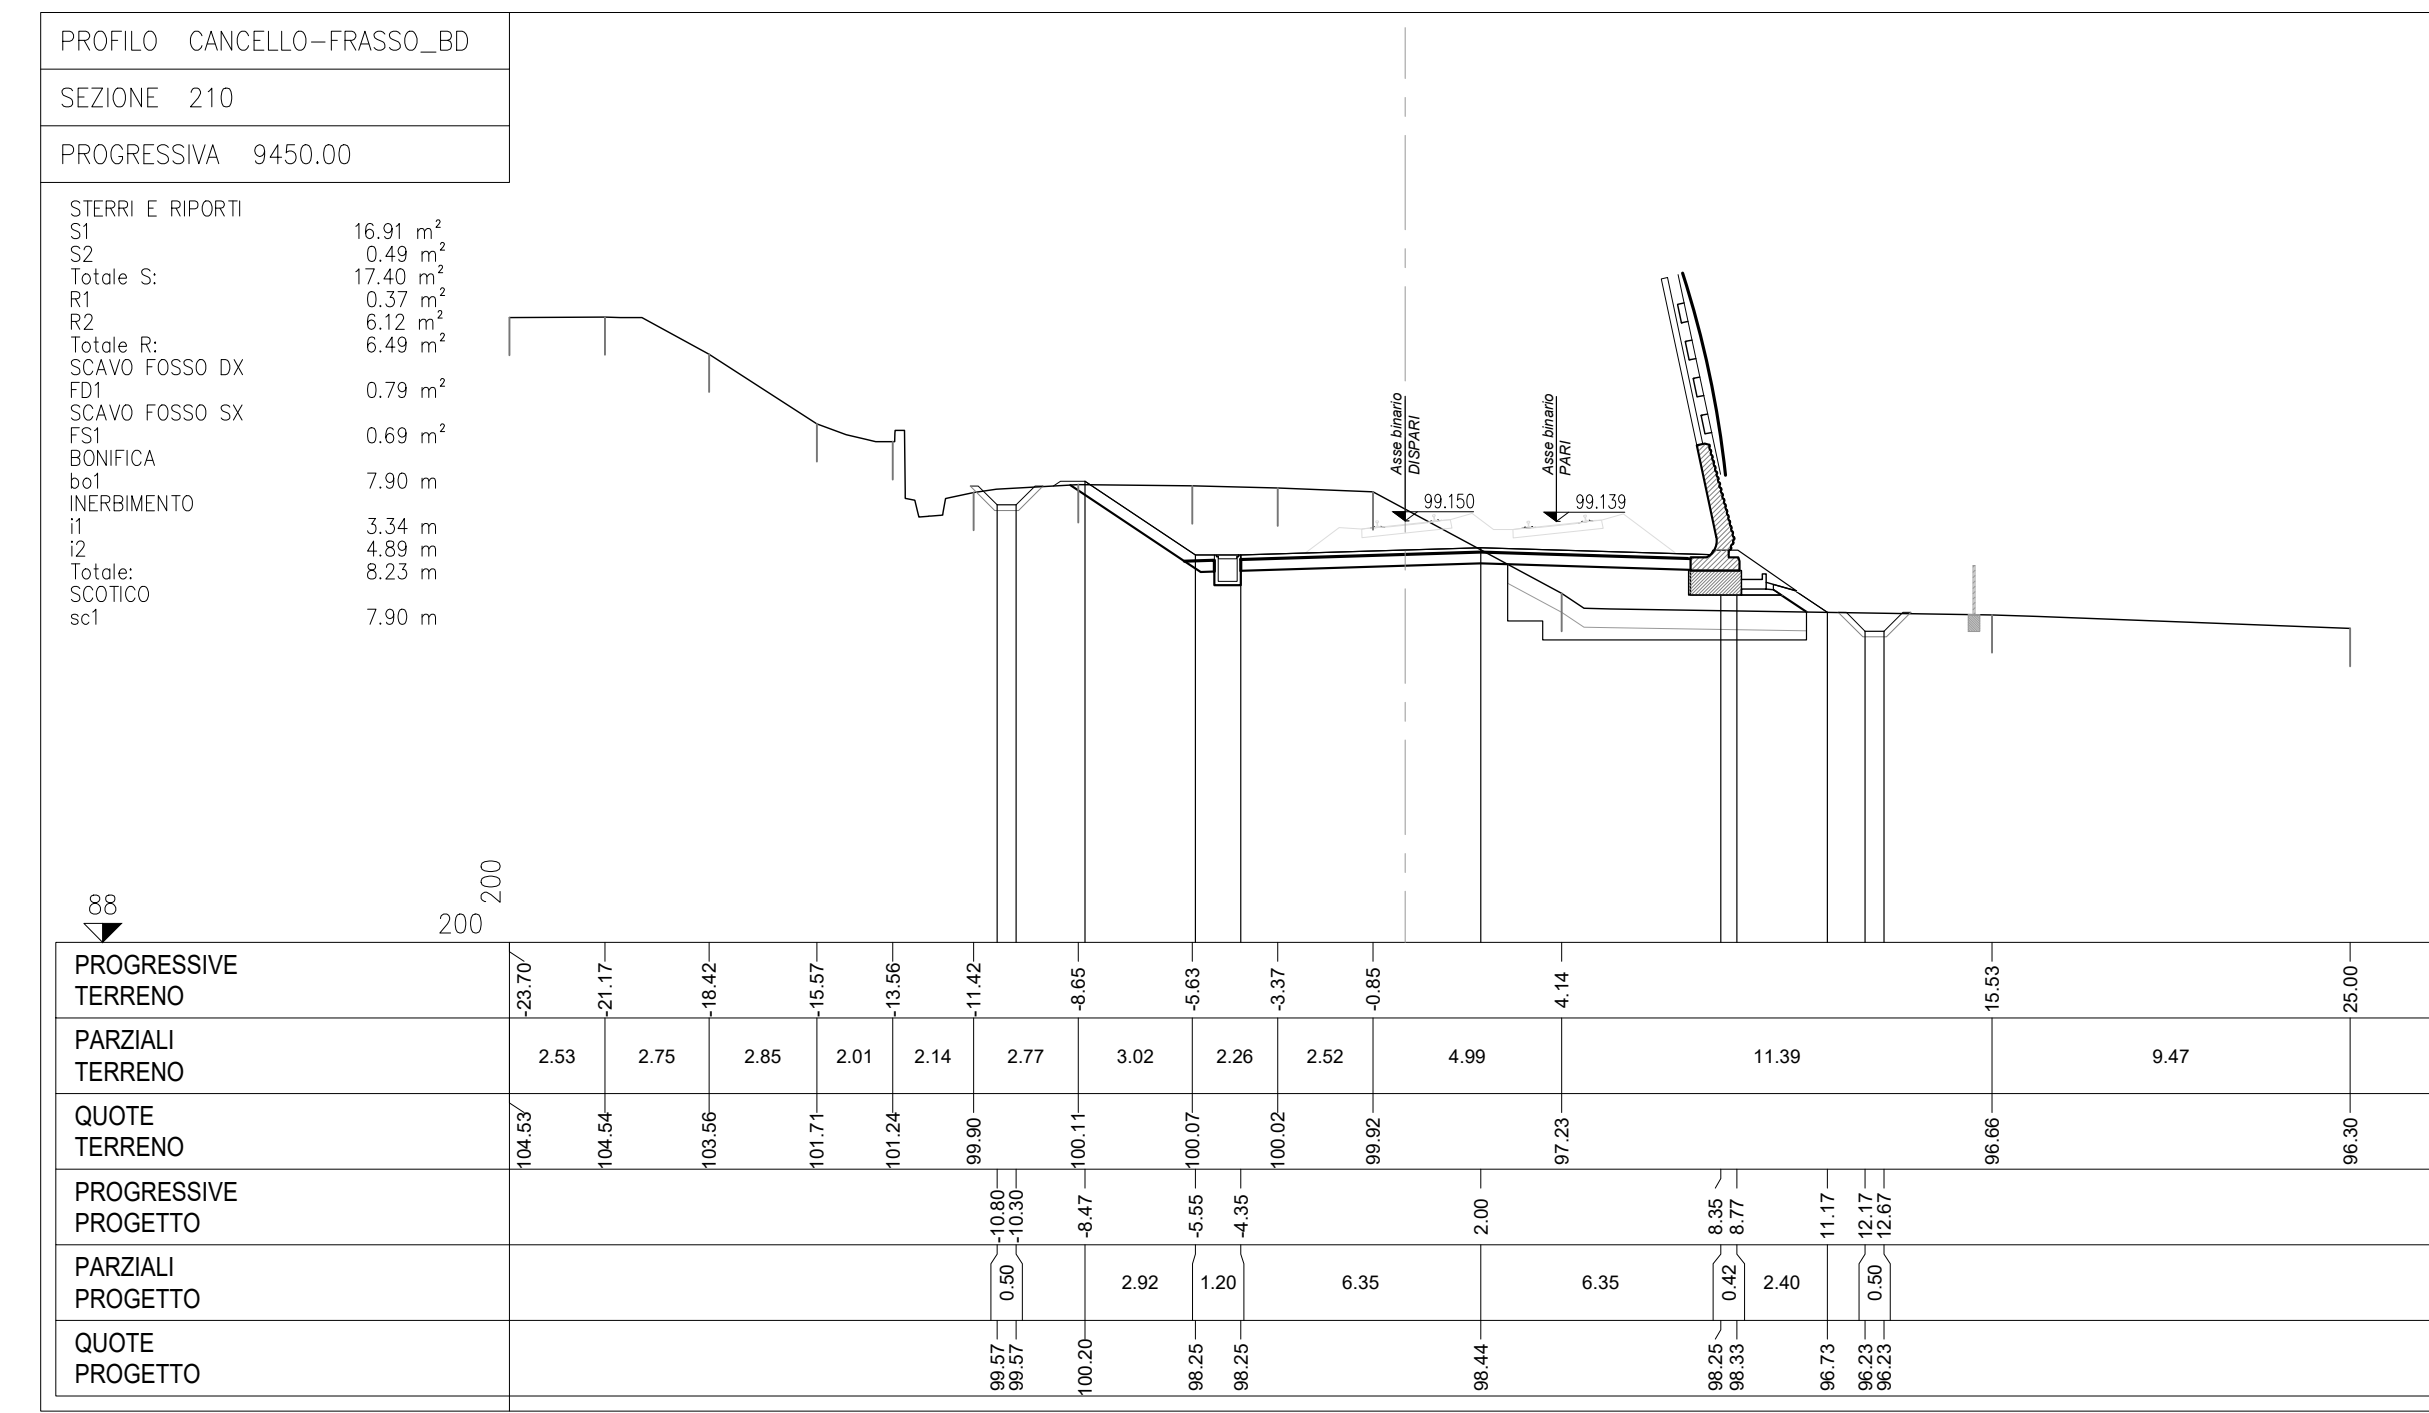 PROFILO CANCELLO-FRASSO_BD
SEZIONE 210
PROGRESSIVA 9450.00
STERRI E RIPORTI
S1 16.91 m²
S2 0.49 m²
Totale S: 17.40 m²
R1 0.37 m²
R2 6.12 m²
Totale R: 6.49 m²
SCAVO FOSSO DX
FD1 0.79 m²
SCAVO FOSSO SX
FS1 0.69 m²
BONIFICA
bo1 7.90 m
INERBIMENTO
i1 3.34 m
i2 4.89 m
Totale: 8.23 m
SCOTICO
sc1 7.90 m
Asse binario
DISPARI
99.150
Asse binario
PARI
99.139
88
200
200
PROGRESSIVE
TERRENO
-23.70 -21.17 -18.42 -15.57 -13.56 -11.42 -8.65 -5.63 -3.37 -0.85 4.14 15.53 25.00
PARZIALI
TERRENO
2.53 2.75 2.85 2.01 2.14 2.77 3.02 2.26 2.52 4.99 11.39 9.47
QUOTE
TERRENO
104.53 104.54 103.56 101.71 101.24 99.90 100.11 100.07 100.02 99.92 97.23 96.66 96.30
PROGRESSIVE
PROGETTO
-10.80 -10.30 -8.47 -5.55 -4.35 2.00 8.35 8.77 11.17 12.17 12.67
PARZIALI
PROGETTO
0.50 2.92 1.20 6.35 6.35 0.42 2.40 0.50
QUOTE
PROGETTO
99.57 99.57 100.20 98.25 98.25 98.44 98.25 98.33 96.73 96.23 96.23